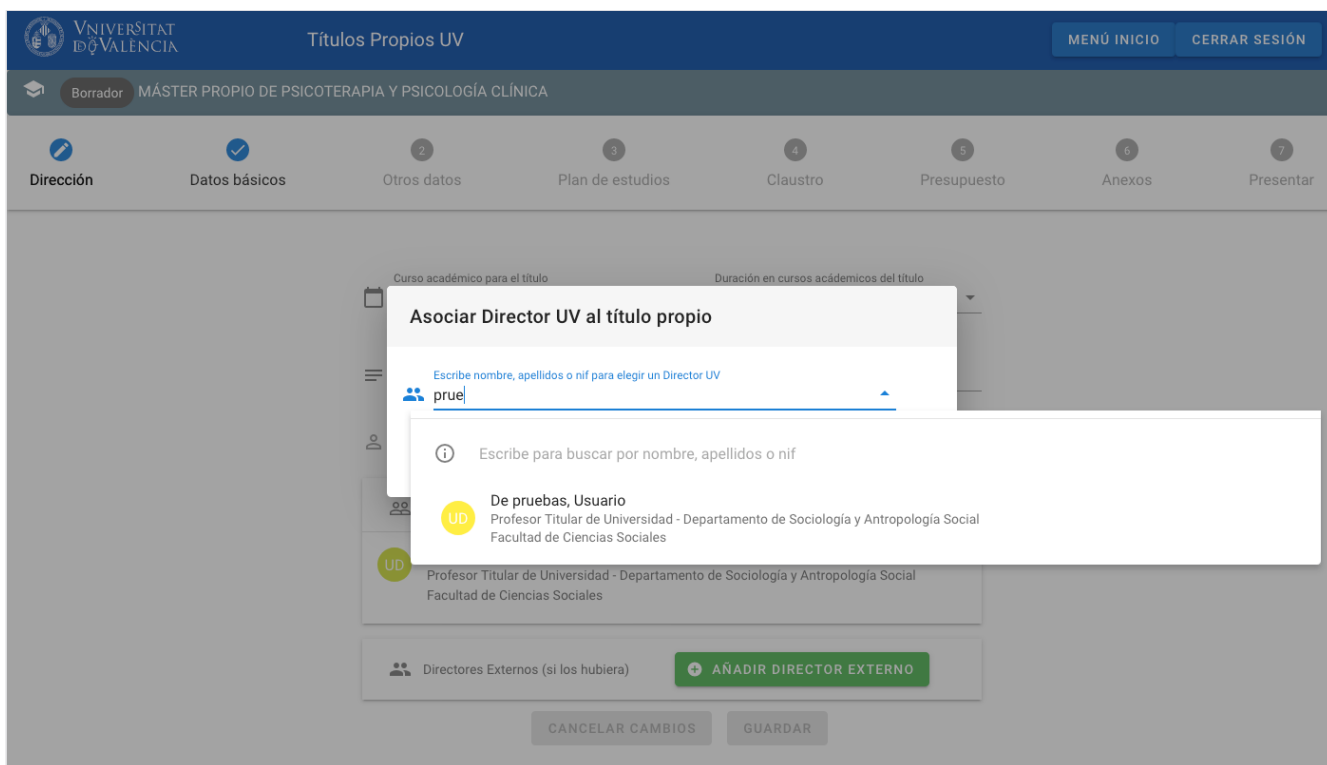 VNIVERSITAT
Títulos Propios UV
MENÚ INICIO
CERRAR SESIÓN
Borrador
MÁSTER PROPIO DE PSICOTERAPIA Y PSICOLOGÍA CLÍNICA
Dirección
Datos básicos
2
Otros datos
3
Plan de estudios
4
Claustro
5
Presupuesto
6
Anexos
7
Presentar
Curso académico para el título
Duración en cursos acádemicos del título
Asociar Director UV al título propio
Escribe nombre, apellidos o nif para elegir un Director UV
prue
Escribe para buscar por nombre, apellidos o nif
UD
De pruebas, Usuario
Profesor Titular de Universidad - Departamento de Sociología y Antropología Social
Facultad de Ciencias Sociales
UD
Profesor Titular de Universidad - Departamento de Sociología y Antropología Social
Facultad de Ciencias Sociales
Directores Externos (si los hubiera)
AÑADIR DIRECTOR EXTERNO
CANCELAR CAMBIOS
GUARDAR